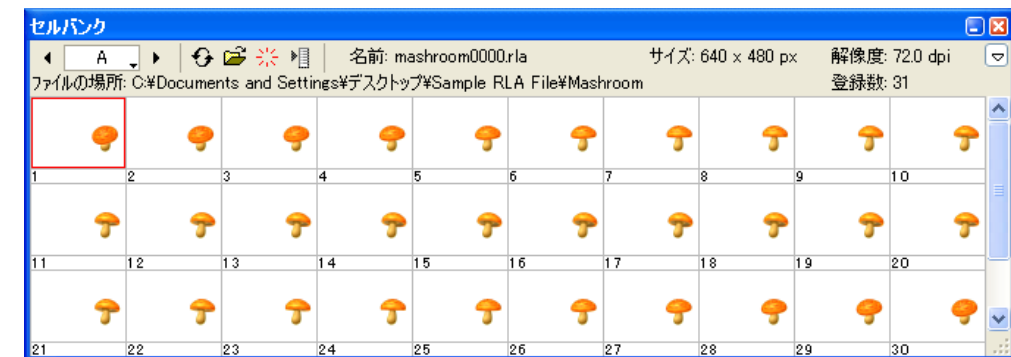 セルバンク
A 名前: mashroom0000.rla サイズ: 640 x 480 px 解像度: 72.0 dpi
ファイルの場所: C:¥Documents and Settings¥デスクトップ¥Sample RLA File¥Mashroom 登録数: 31
1 2 3 4 5 6 7 8 9 10
11 12 13 14 15 16 17 18 19 20
21 22 23 24 25 26 27 28 29 30